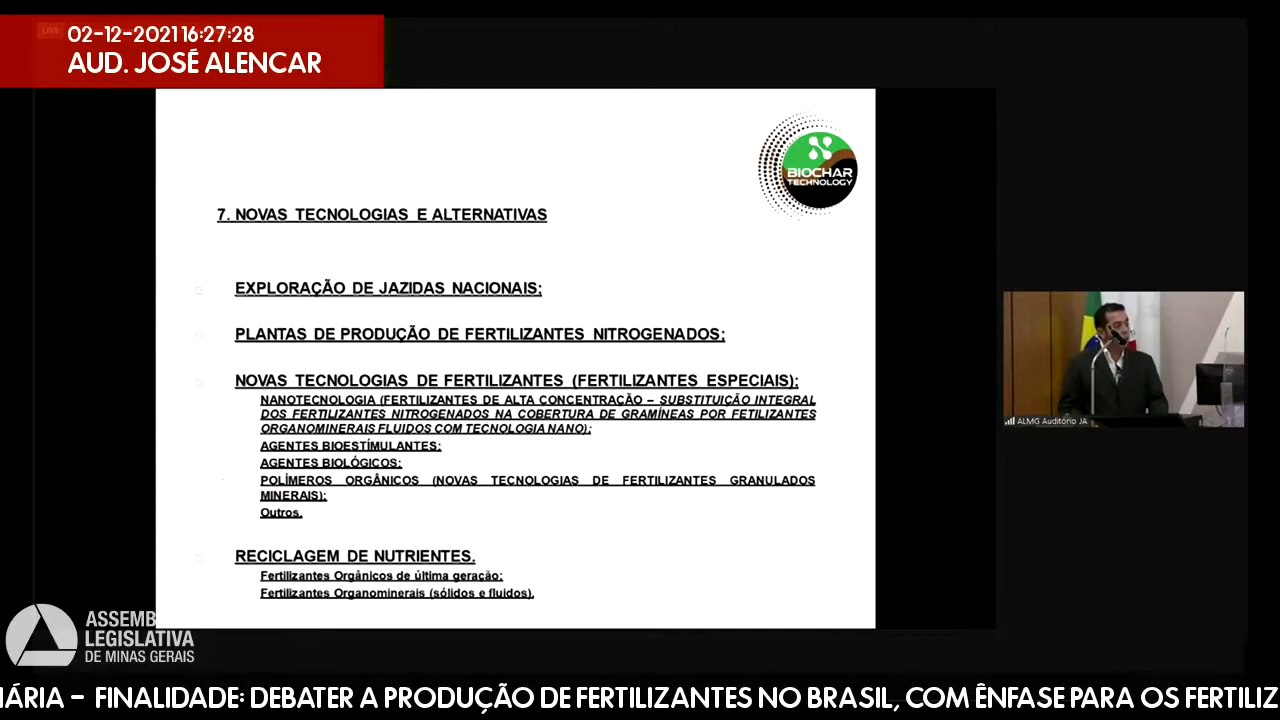 LIVE
02-12-2021 16:27:28
AUD. JOSÉ ALENCAR
BIOCHAR
TECHNOLOGY
7. NOVAS TECNOLOGIAS E ALTERNATIVAS
EXPLORAÇÃO DE JAZIDAS NACIONAIS;
PLANTAS DE PRODUÇÃO DE FERTILIZANTES NITROGENADOS;
NOVAS TECNOLOGIAS DE FERTILIZANTES (FERTILIZANTES ESPECIAIS);
NANOTECNOLOGIA (FERTILIZANTES DE ALTA CONCENTRAÇÃO – SUBSTITUIÇÃO INTEGRAL
DOS FERTILIZANTES NITROGENADOS NA COBERTURA DE GRAMÍNEAS POR FETILIZANTES
ORGANOMINERAIS FLUIDOS COM TECNOLOGIA NANO);
AGENTES BIOESTÍMULANTES;
AGENTES BIOLÓGICOS;
POLÍMEROS ORGÂNICOS (NOVAS TECNOLOGIAS DE FERTILIZANTES GRANULADOS
MINERAIS);
Outros.
RECICLAGEM DE NUTRIENTES.
Fertilizantes Orgânicos de última geração;
Fertilizantes Organominerais (sólidos e fluidos).
ALMG Auditório JA
ASSEMB
LEGISLATIVA
DE MINAS GERAIS
IÁRIA – FINALIDADE: DEBATER A PRODUÇÃO DE FERTILIZANTES NO BRASIL, COM ÊNFASE PARA OS FERTILIZ